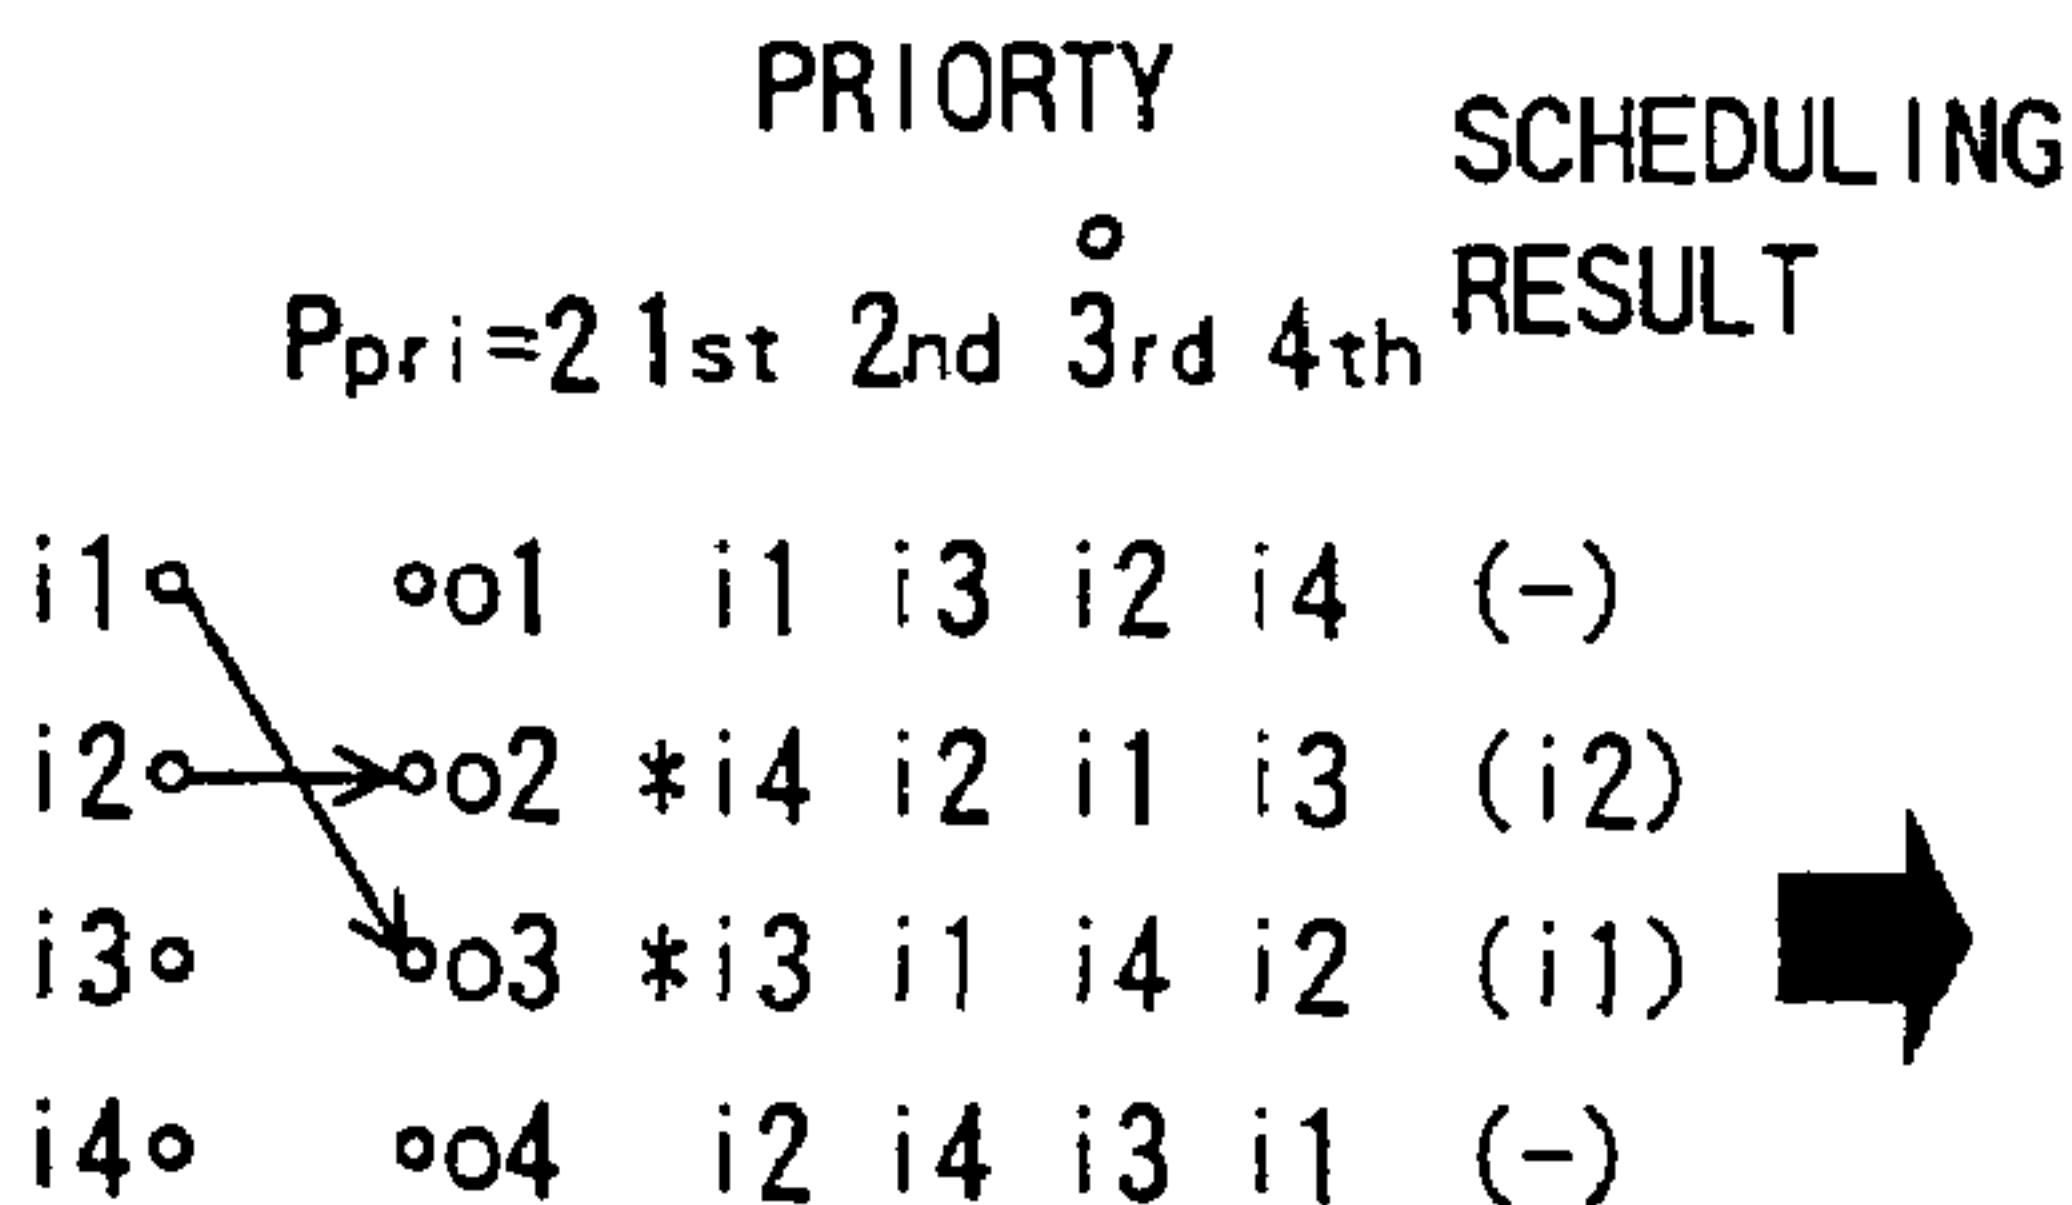 PRIORTY
SCHEDULING
RESULT
Ppri=2 1st 2nd 3rd 4th
i1 o1 i1 i3 i2 i4 (-)
i2 o2 *i4 i2 i1 i3 (i2)
i3 o3 *i3 i1 i4 i2 (i1)
i4 o4 i2 i4 i3 i1 (-)